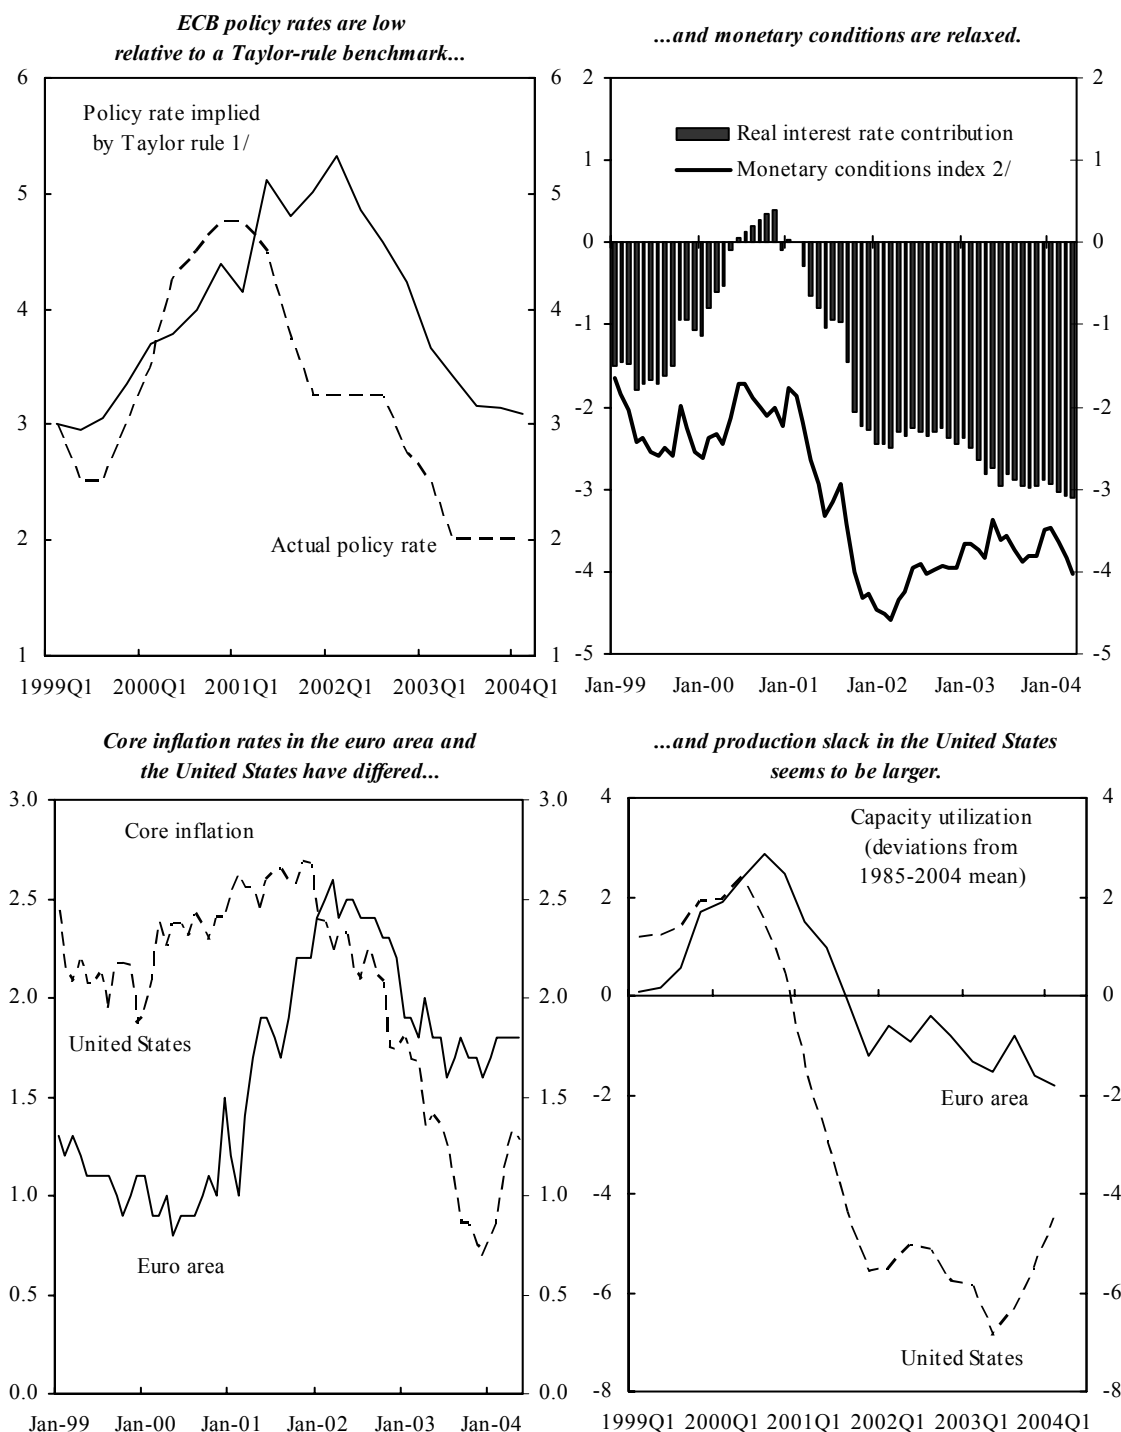 ECB policy rates are low
relative to a Taylor-rule benchmark...
6
5
4
3
2
1
6
5
4
3
2
1
Policy rate implied
by Taylor rule 1/
Actual policy rate
1999Q1 2000Q1 2001Q1 2002Q1 2003Q1 2004Q1
...and monetary conditions are relaxed.
2
1
0
-1
-2
-3
-4
-5
2
1
0
-1
-2
-3
-4
-5
Real interest rate contribution
Monetary conditions index 2/
Jan-99 Jan-00 Jan-01 Jan-02 Jan-03 Jan-04
Core inflation rates in the euro area and
the United States have differed...
3.0
2.5
2.0
1.5
1.0
0.5
0.0
3.0
2.5
2.0
1.5
1.0
0.5
0.0
Core inflation
United States
Euro area
Jan-99 Jan-00 Jan-01 Jan-02 Jan-03 Jan-04
...and production slack in the United States
seems to be larger.
4
2
0
-2
-4
-6
-8
4
2
0
-2
-4
-6
-8
Capacity utilization
(deviations from
1985-2004 mean)
Euro area
United States
1999Q1 2000Q1 2001Q1 2002Q1 2003Q1 2004Q1